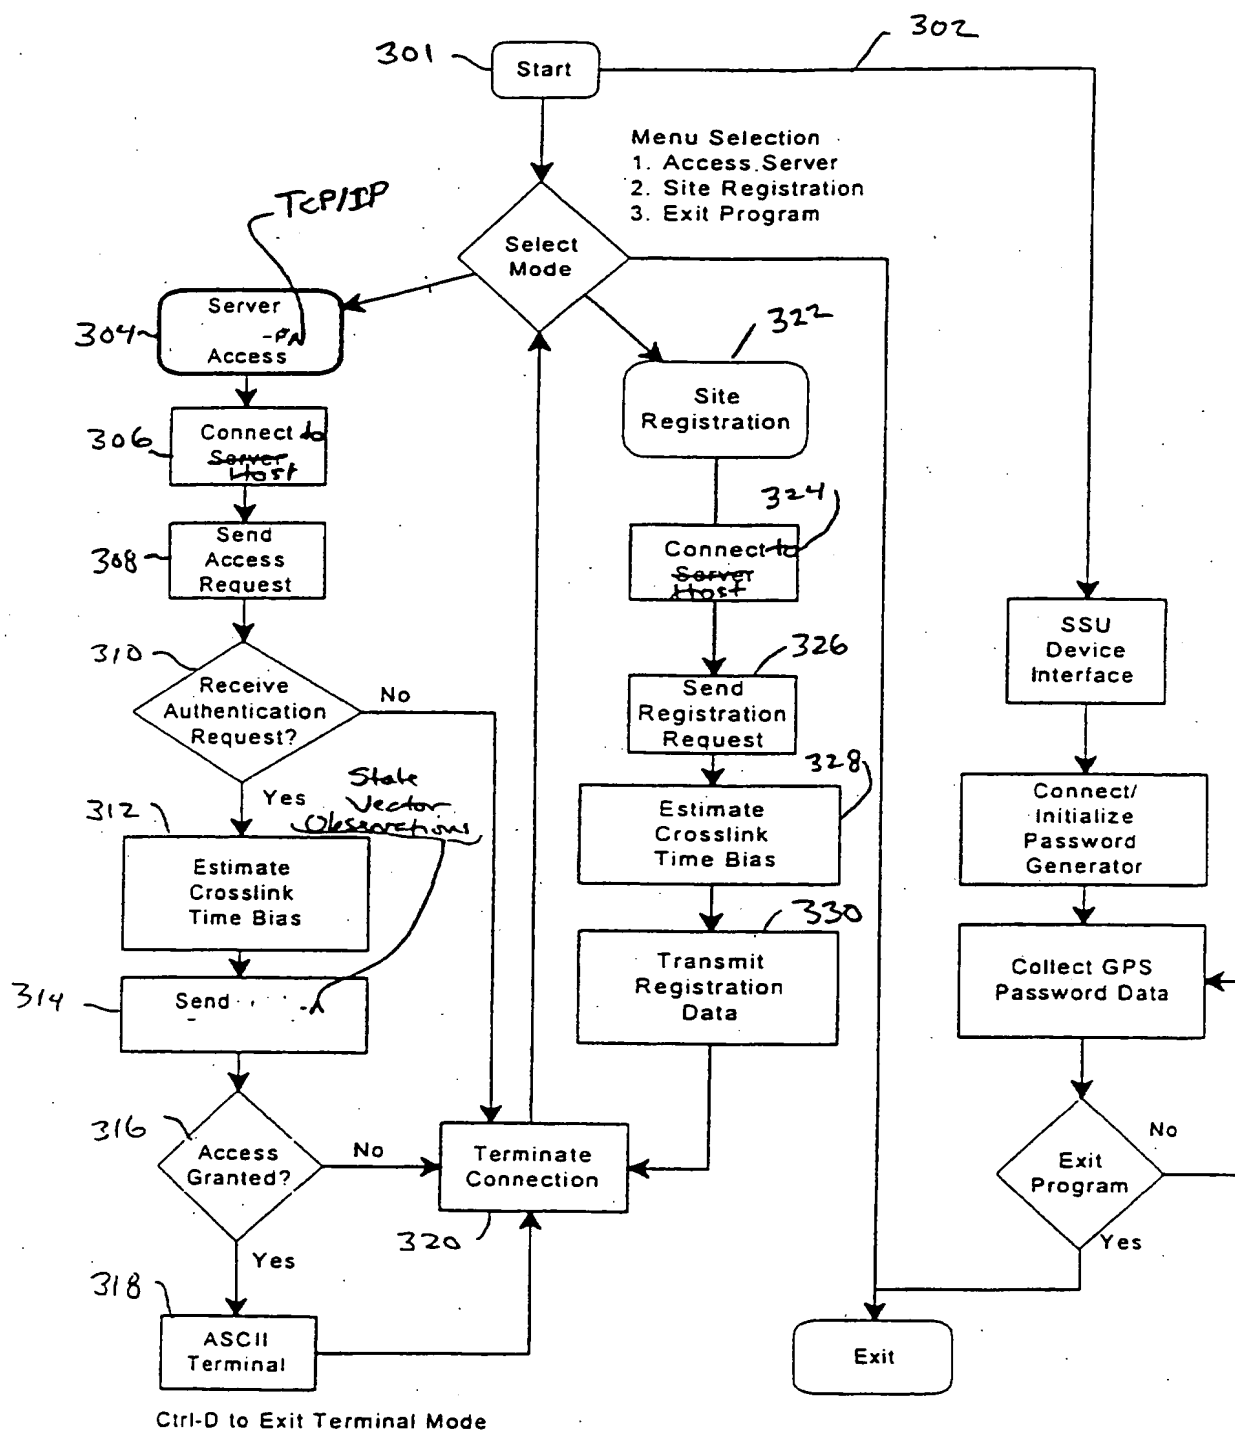 301
Start
302
Menu Selection
1. Access Server
2. Site Registration
3. Exit Program
TCP/IP
Select
Mode
304
Server
Access
322
Site
Registration
306
Connect to
Server
Host
324
Connect to
Server
Host
308
Send
Access
Request
SSU
Device
Interface
310
Receive
Authentication
Request?
No
Yes
326
Send
Registration
Request
State
Vector
Observations
328
Estimate
Crosslink
Time Bias
Connect/
Initialize
Password
Generator
312
Estimate
Crosslink
Time Bias
330
Transmit
Registration
Data
Collect GPS
Password Data
314
Send
316
Access
Granted?
No
Yes
Terminate
Connection
320
Exit
Program
No
Yes
318
ASCII
Terminal
Exit
Ctrl-D to Exit Terminal Mode